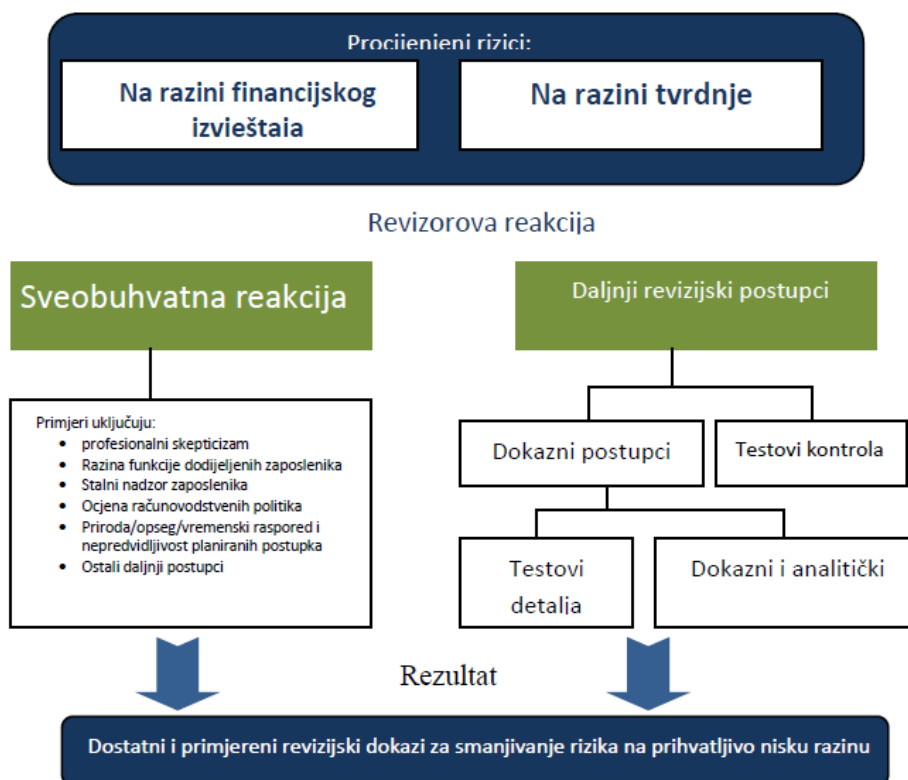 Procijenjeni rizici:
Na razini financijskog
izvještaja
Na razini tvrdnje
Revizorova reakcija
Sveobuhvatna reakcija
Daljnji revizijski postupci
Primjeri uključuju:
• profesionalni skepticizam
• Razina funkcije dodijeljenih zaposlenika
• Stalni nadzor zaposlenika
• Ocjena računovodstvenih politika
• Priroda/opseg/vremenski raspored i
nepredvidljivost planiranih postupka
• Ostali daljnji postupci
Dokazni postupci
Testovi kontrola
Testovi
detalja
Dokazni i analitički
Rezultat
Dostatni i primjereni revizijski dokazi za smanjivanje rizika na prihvatljivo nisku razinu